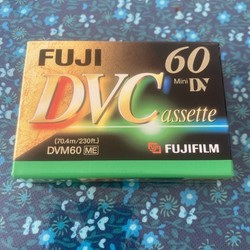 FUJI
60
Mini DV
DVCassette
(70.4m/230ft.)
DVM60 ME
FUJIFILM